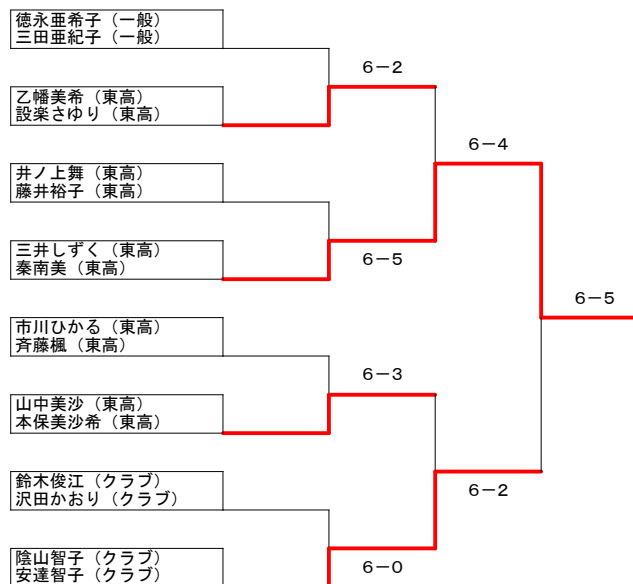 徳永亜希子（一般）
三田亜紀子（一般）
6－2
乙幡美希（東高）
設楽さゆり（東高）
6－4
井ノ上舞（東高）
藤井裕子（東高）
三井しずく（東高）
秦南美（東高）
6－5
6－5
市川ひかる（東高）
斉藤楓（東高）
6－3
山中美沙（東高）
本保美沙希（東高）
鈴木俊江（クラブ）
沢田かおり（クラブ）
6－2
陰山智子（クラブ）
安達智子（クラブ）
6－0